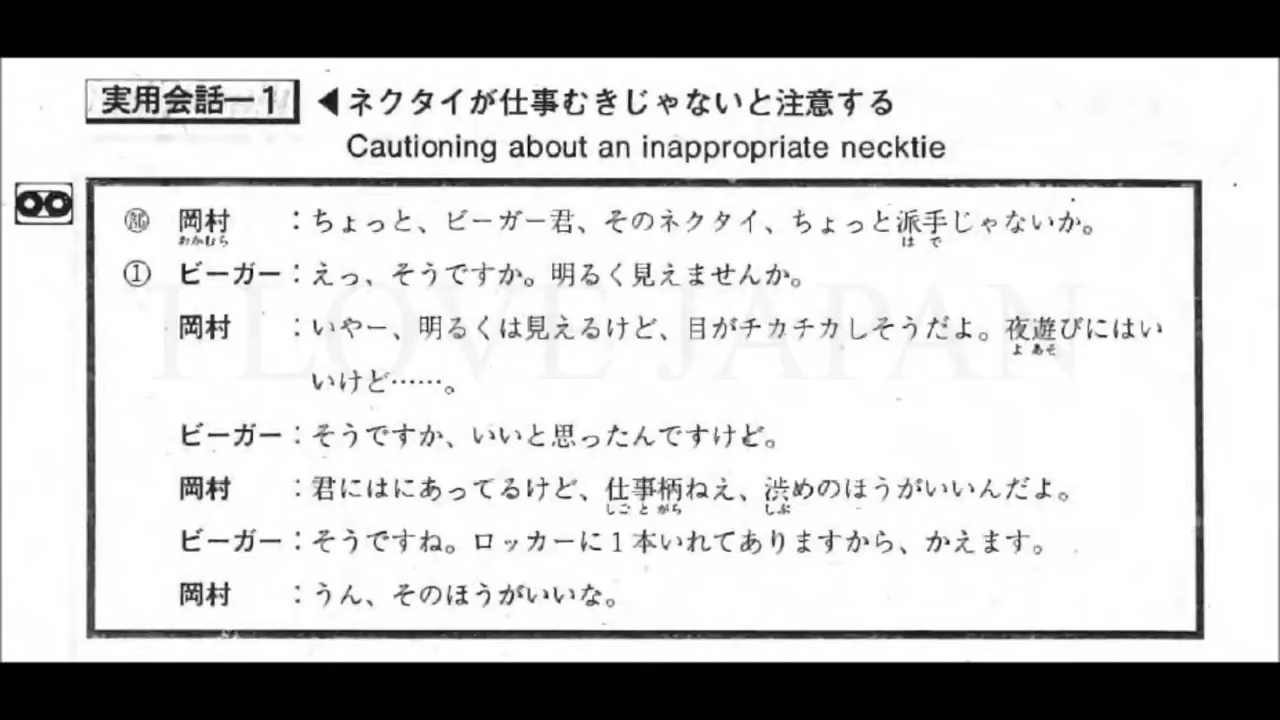 実用会話―1 ◀ネクタイが仕事むきじゃないと注意する
Cautioning about an inappropriate necktie
岡村 :ちょっと、ビーガー君、そのネクタイ、ちょっと派手じゃないか。
おかむら はで
① ビーガー:えっ、そうですか。明るく見えませんか。
岡村 :いやー、明るくは見えるけど、目がチカチカしそうだよ。夜遊びにはい
よ あそ
いけど……。
ビーガー:そうですか、いいと思ったんですけど。
岡村 :君にはにあってるけど、仕事柄ねえ、渋めのほうがいいんだよ。
しごと がら しぶ
ビーガー:そうですね。ロッカーに1本いれてありますから、かえます。
岡村 :うん、そのほうがいいな。
I LOVE JAPAN